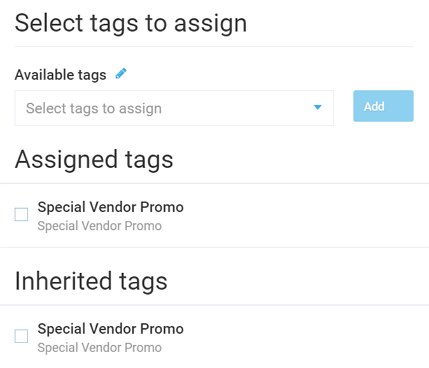 Select tags to assign
Available tags
Select tags to assign
Add
Assigned tags
Special Vendor Promo
Special Vendor Promo
Inherited tags
Special Vendor Promo
Special Vendor Promo